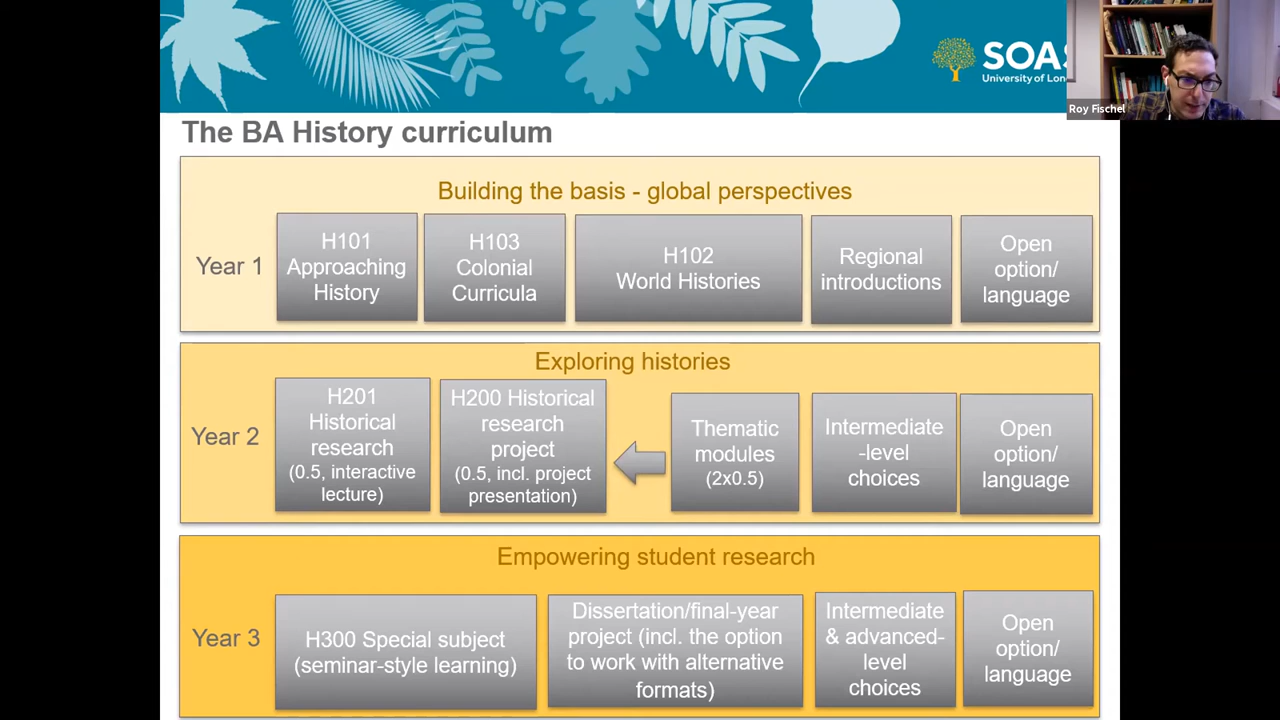 SOAS
University of Lon
Roy Fischel
The BA History curriculum
Building the basis - global perspectives
Year 1
H101
Approaching
History
H103
Colonial
Curricula
H102
World Histories
Regional
introductions
Open
option/
language
Exploring histories
Year 2
H201
Historical
research
(0.5, interactive
lecture)
H200 Historical
research
project
(0.5, incl. project
presentation)
Thematic
modules
(2x0.5)
Intermediate
-level
choices
Open
option/
language
Empowering student research
Year 3
H300 Special subject
(seminar-style learning)
Dissertation/final-year
project (incl. the option
to work with alternative
formats)
Intermediate
& advanced-
level
choices
Open
option/
language